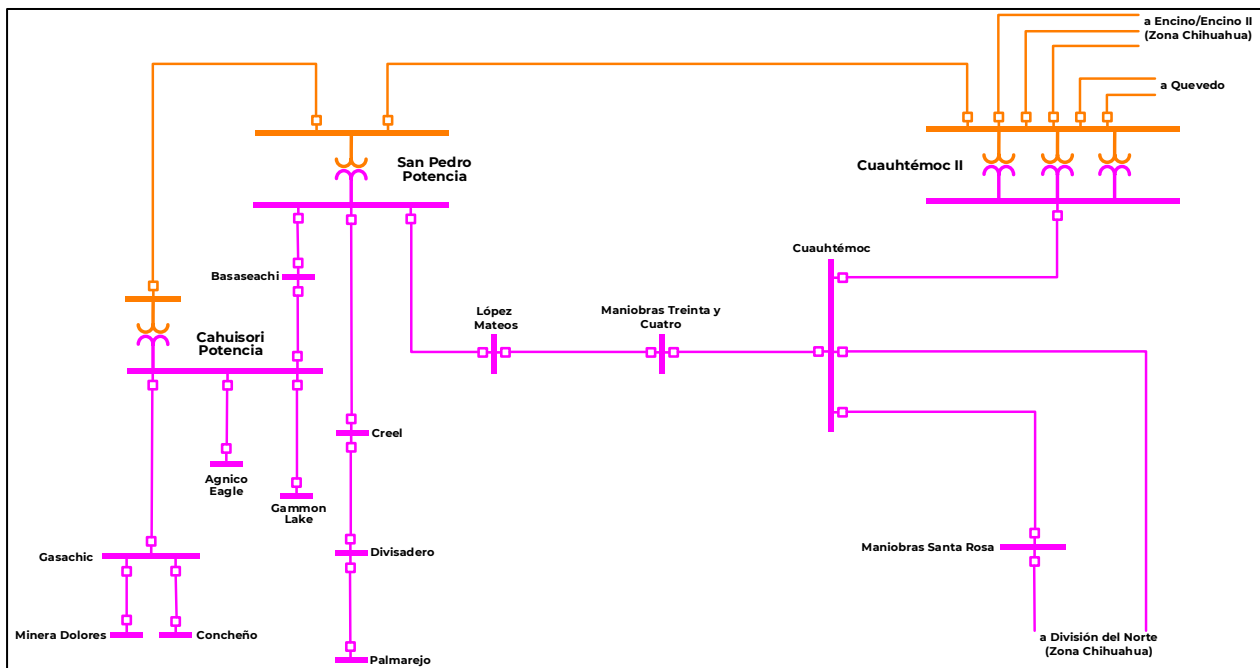 a Encino/Encino II
(Zona Chihuahua)
a Quevedo
San Pedro
Potencia
Cuauhtémoc II
Cuauhtémoc
Basaseachi
López
Mateos
Maniobras Treinta y
Cuatro
Cahuisori
Potencia
Creel
Agnico
Eagle
Gammon
Lake
Gasachic
Divisadero
Maniobras Santa Rosa
Minera Dolores
Concheño
Palmarejo
a División del Norte
(Zona Chihuahua)